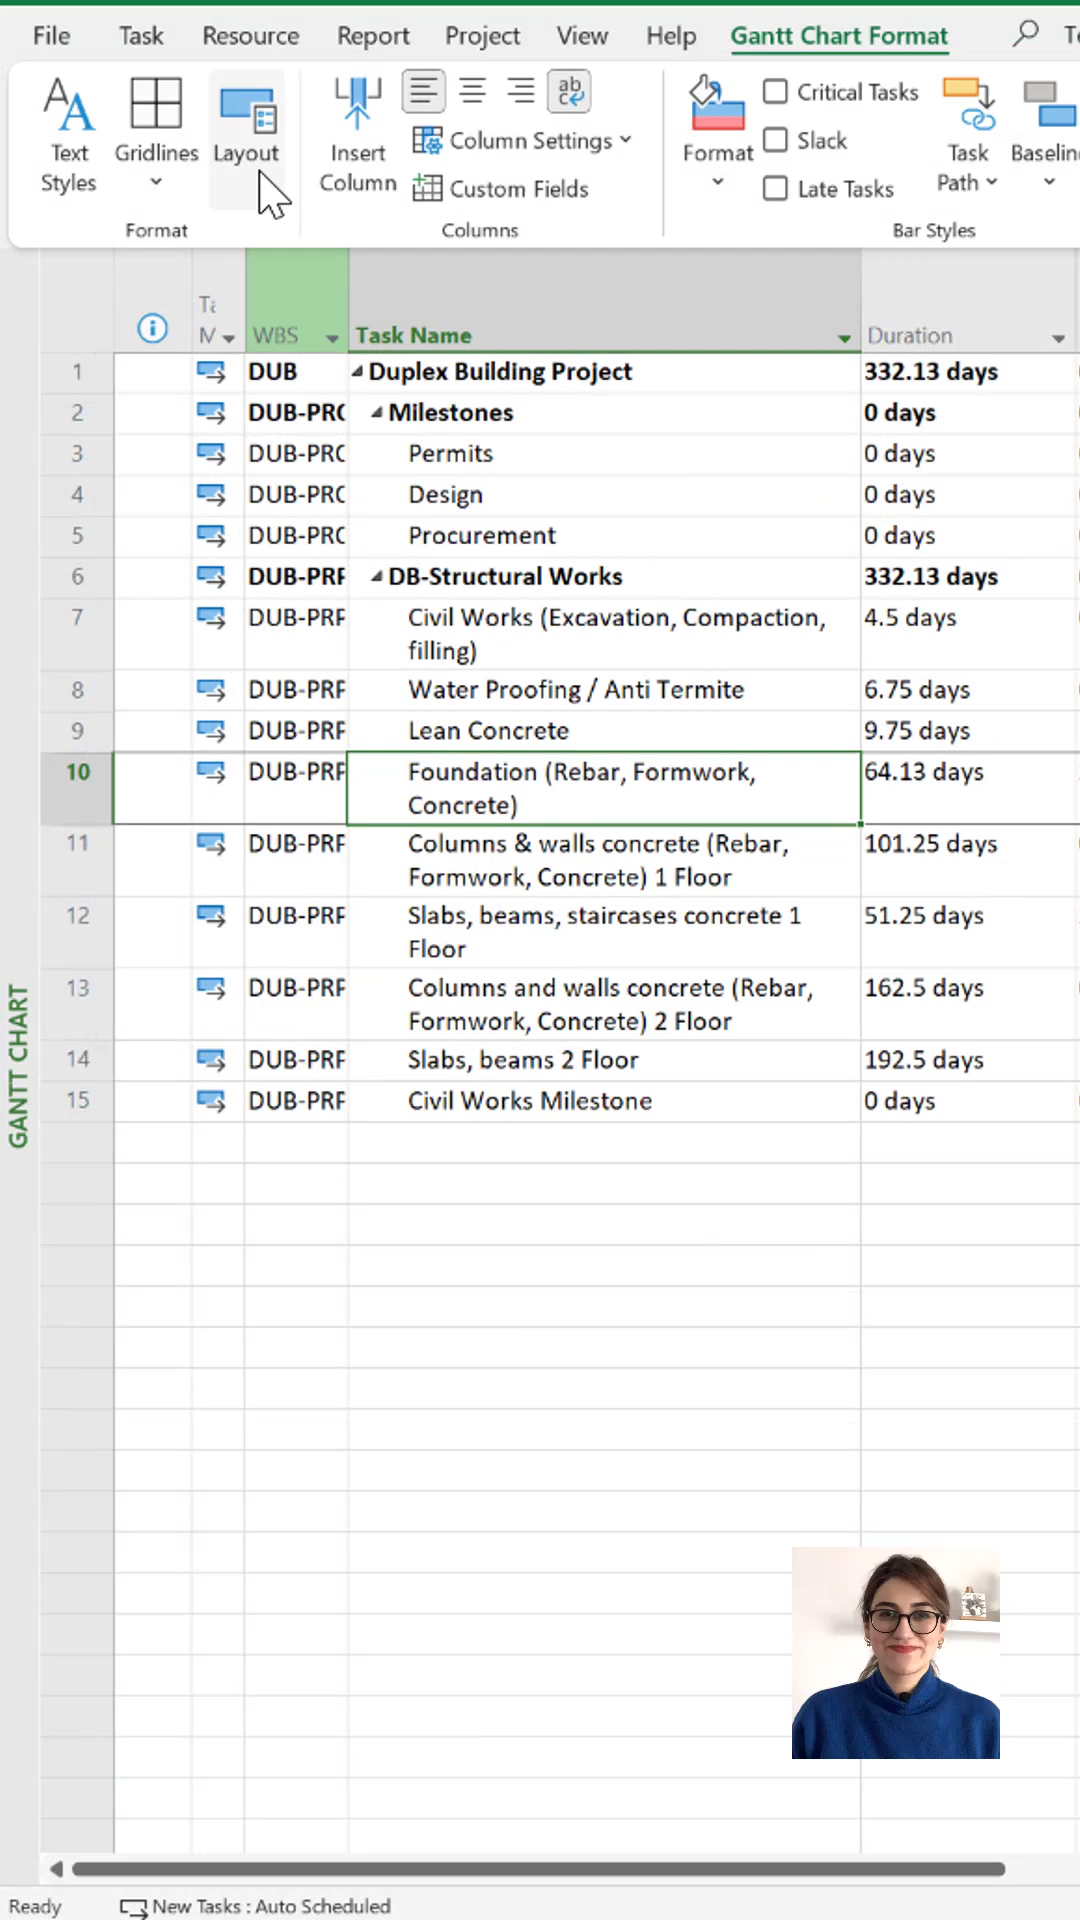 File Task Resource Report Project View Help Gantt Chart Format
Text Styles
Gridlines
Layout
Format
Insert Column
Column Settings
Custom Fields
Columns
Format
Critical Tasks
Slack
Late Tasks
Task Path
Bar Styles
WBS Task Name Duration
1 DUB Duplex Building Project 332.13 days
2 DUB-PRO Milestones 0 days
3 DUB-PRO Permits 0 days
4 DUB-PRO Design 0 days
5 DUB-PRO Procurement 0 days
6 DUB-PRF DB-Structural Works 332.13 days
7 DUB-PRF Civil Works (Excavation, Compaction, 4.5 days
filling)
8 DUB-PRF Water Proofing / Anti Termite 6.75 days
9 DUB-PRF Lean Concrete 9.75 days
10 DUB-PRF Foundation (Rebar, Formwork, 64.13 days
Concrete)
11 DUB-PRF Columns & walls concrete (Rebar, 101.25 days
Formwork, Concrete) 1 Floor
12 DUB-PRF Slabs, beams, staircases concrete 1 51.25 days
Floor
13 DUB-PRF Columns and walls concrete (Rebar, 162.5 days
Formwork, Concrete) 2 Floor
14 DUB-PRF Slabs, beams 2 Floor 192.5 days
15 DUB-PRF Civil Works Milestone 0 days
GANTT CHART
Ready New Tasks : Auto Scheduled